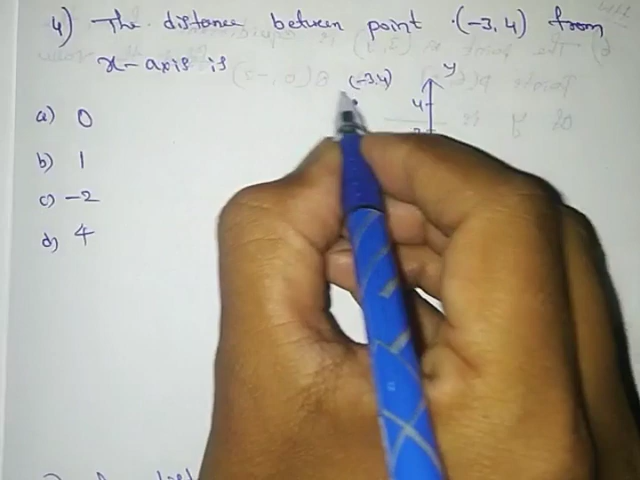 4) The distance between point (-3, 4) from
x-axis is
(-3,4)
y
4
a) 0
b) 1
c) -2
d) 4